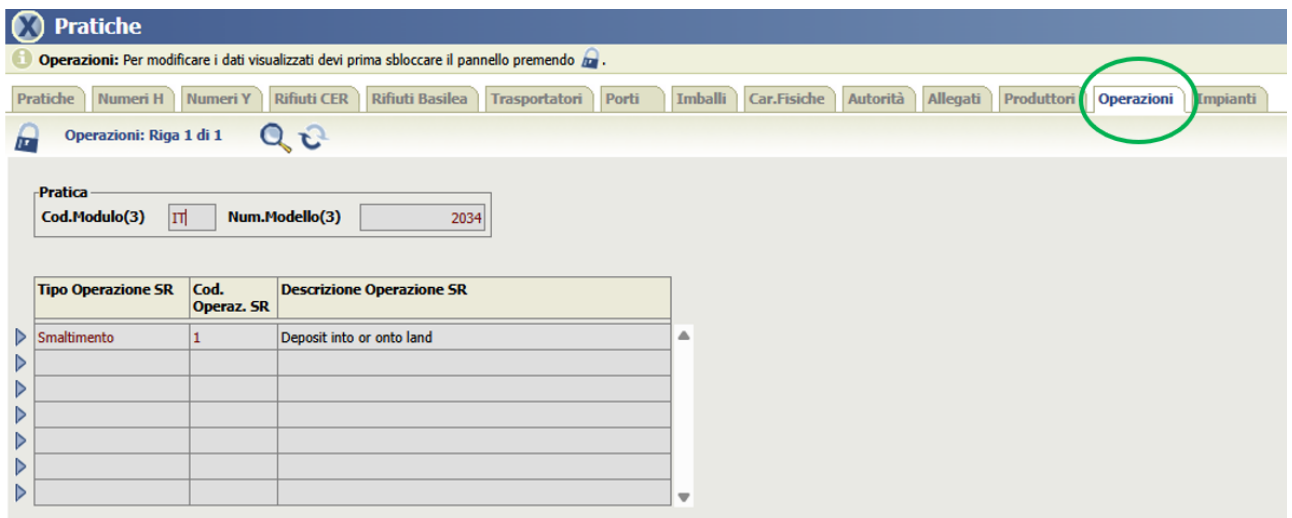 Pratiche
Operazioni: Per modificare i dati visualizzati devi prima sbloccare il pannello premendo .
Pratiche Numeri H Numeri Y Rifiuti CER Rifiuti Basilea Trasportatori Porti Imballi Car.Fisiche Autorità Allegati Produttori Operazioni Impianti
Operazioni: Riga 1 di 1
Pratica
Cod.Modulo(3) IT Num.Modello(3) 2034
Tipo Operazione SR Cod. Operaz. SR Descrizione Operazione SR
Smaltimento 1 Deposit into or onto land